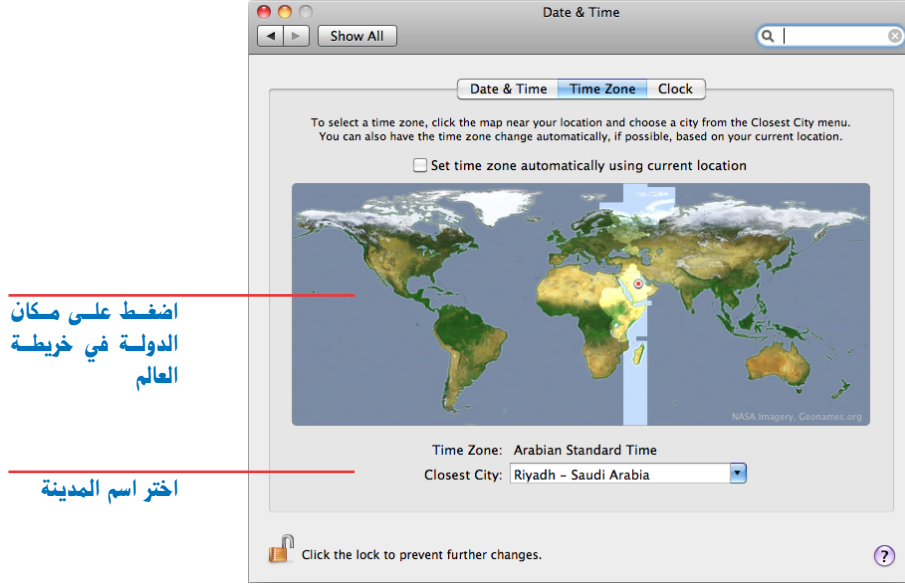 Date & Time
Show All
Date & Time Time Zone Clock
To select a time zone, click the map near your location and choose a city from the Closest City menu.
You can also have the time zone change automatically, if possible, based on your current location.
Set time zone automatically using current location
اضغط على مكان
الدولة في خريطة
العالم
NASA Imagery, Geonames.org
Time Zone: Arabian Standard Time
Closest City: Riyadh – Saudi Arabia
اختر اسم المدينة
Click the lock to prevent further changes.
?